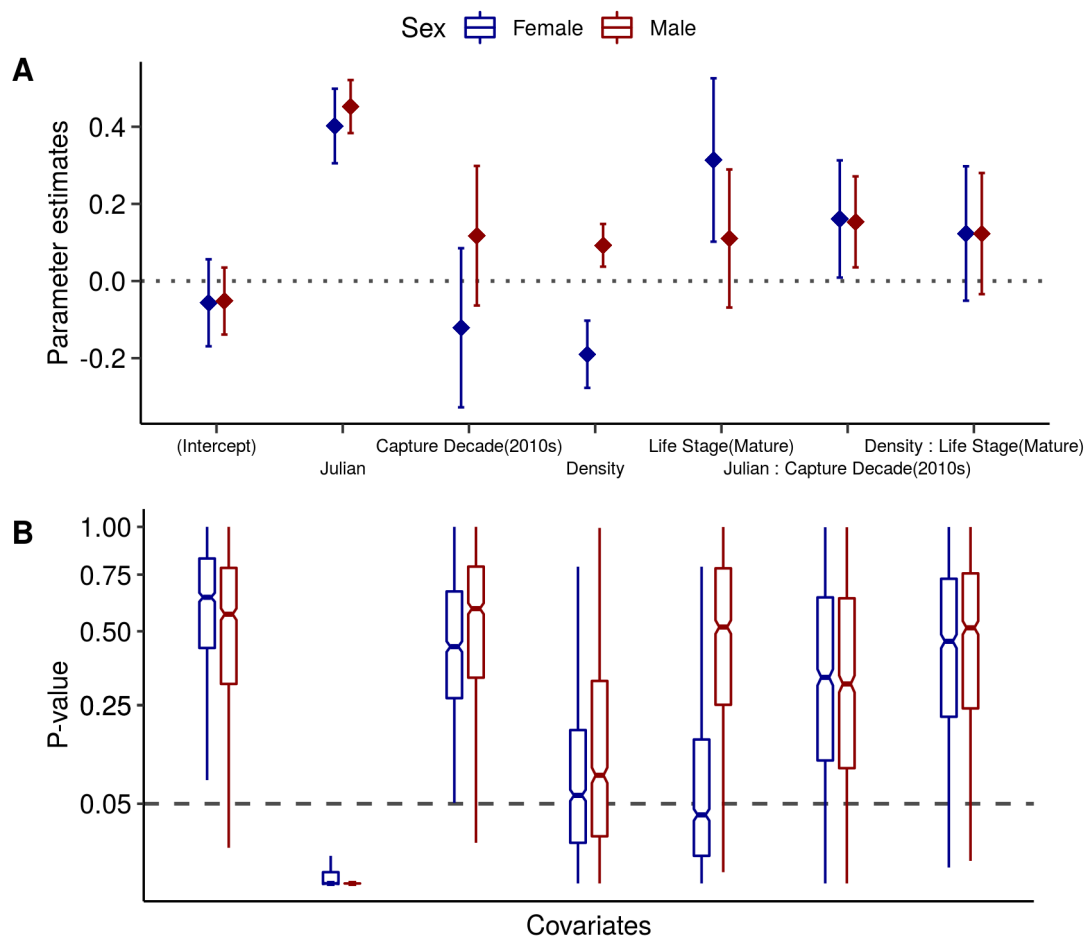 Sex Female Male
A
Parameter estimates
0.4
0.2
0.0
-0.2
(Intercept) Capture Decade(2010s) Life Stage(Mature) Density : Life Stage(Mature)
Julian Density Julian : Capture Decade(2010s)
B
P-value
1.00
0.75
0.50
0.25
0.05
Covariates